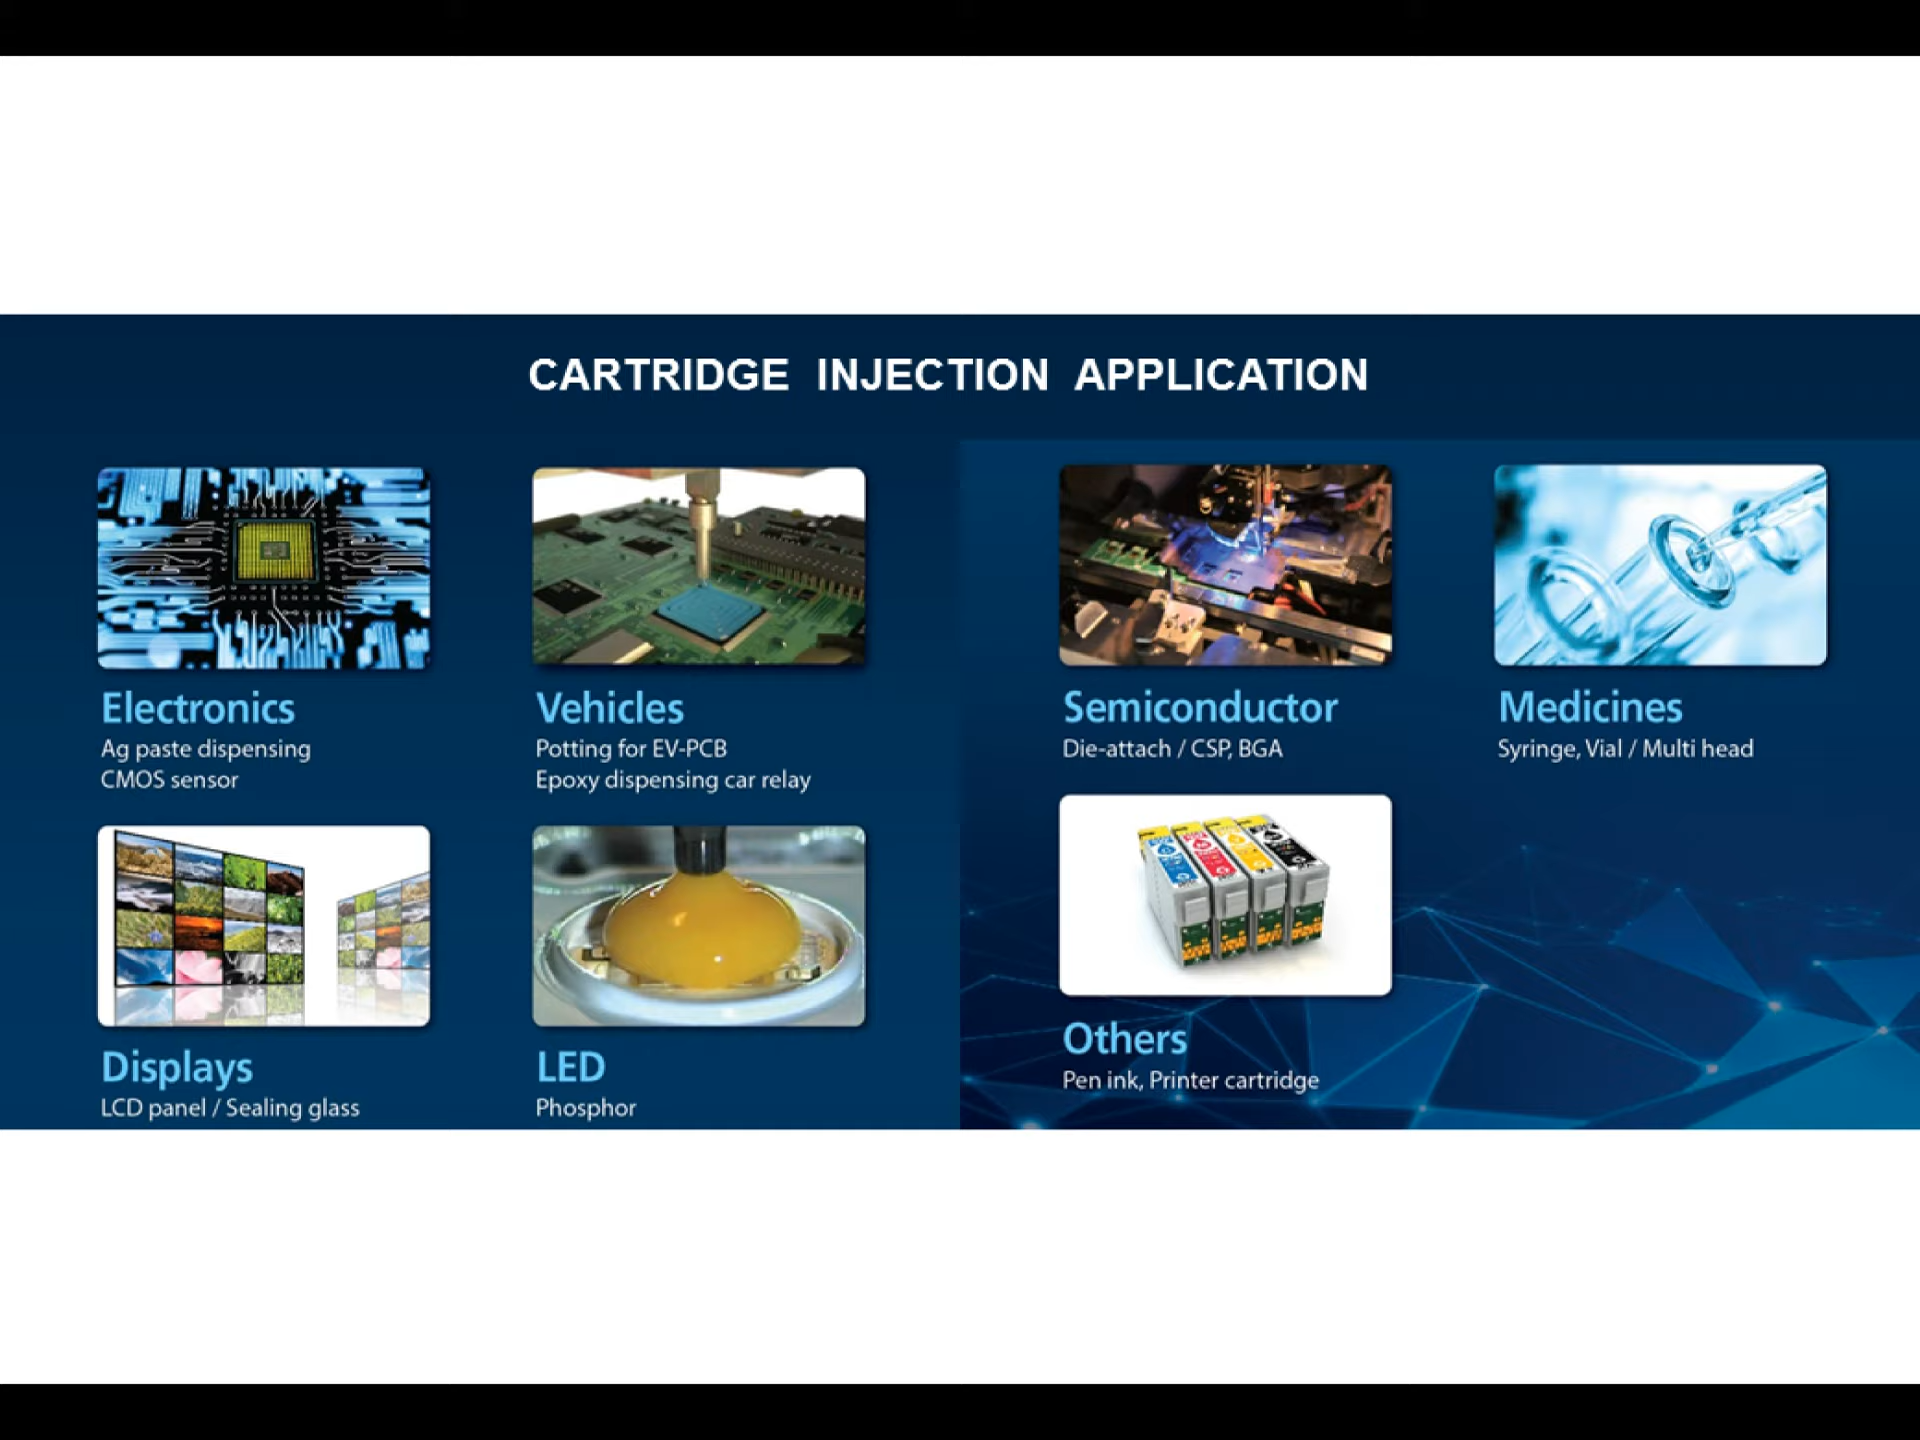 CARTRIDGE INJECTION APPLICATION
Electronics
Ag paste dispensing
CMOS sensor
Vehicles
Potting for EV-PCB
Epoxy dispensing car relay
Semiconductor
Die-attach / CSP, BGA
Medicines
Syringe, Vial / Multi head
Displays
LCD panel / Sealing glass
LED
Phosphor
Others
Pen ink, Printer cartridge